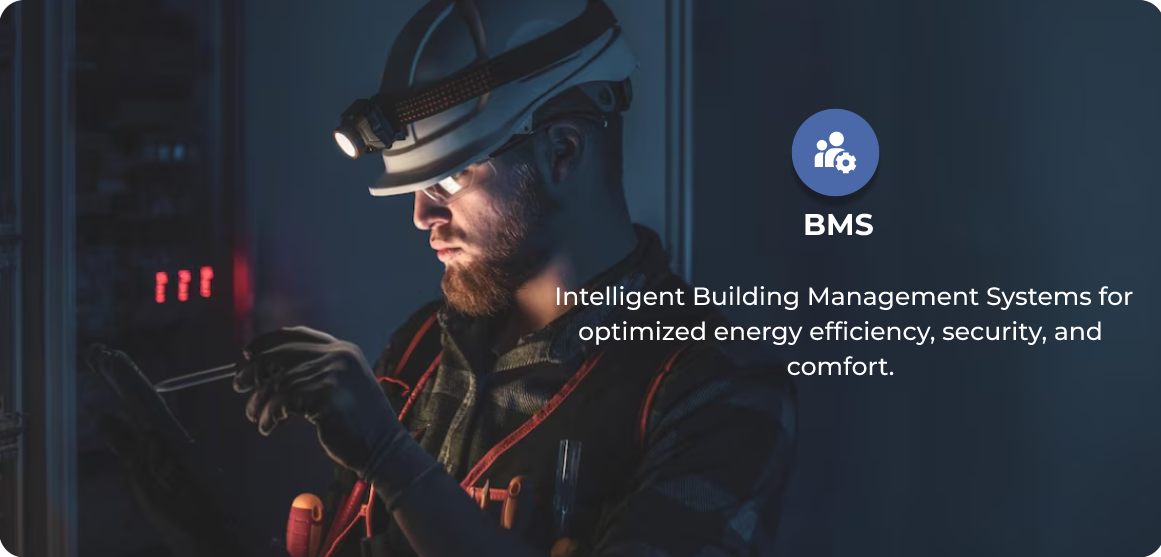 BMS
Intelligent Building Management Systems for
optimized energy efficiency, security, and
comfort.